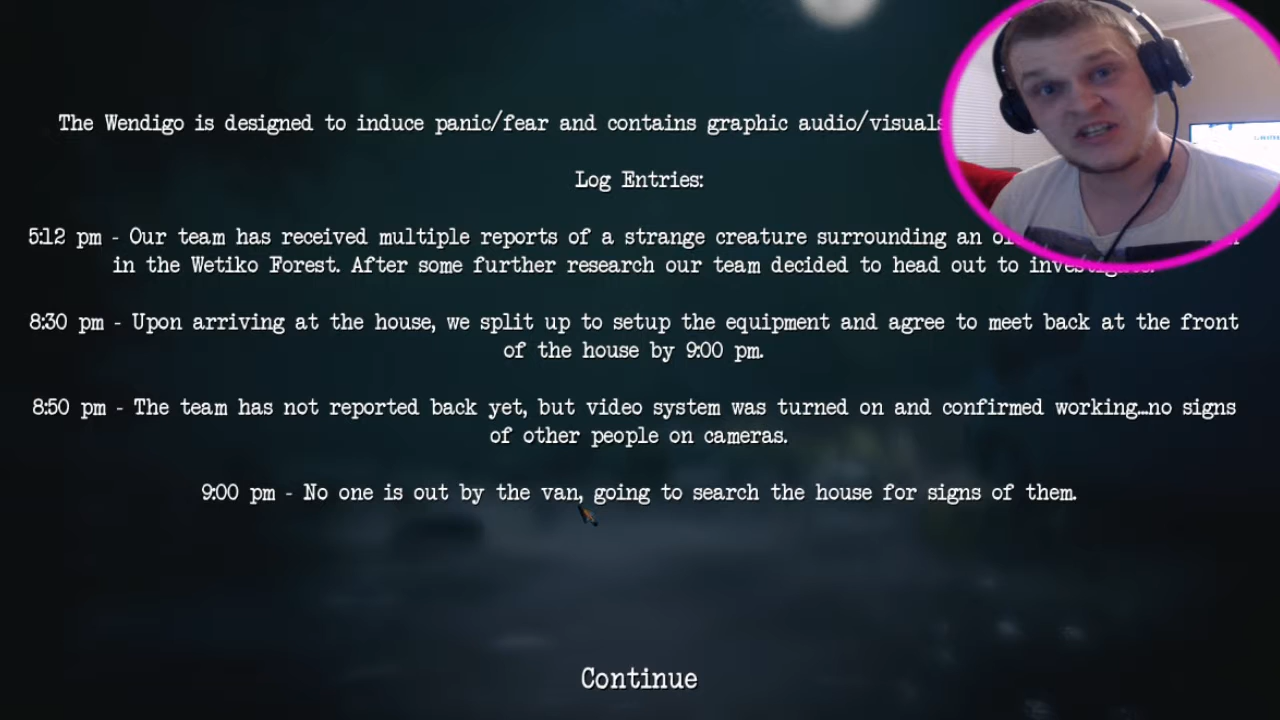 The Wendigo is designed to induce panic/fear and contains graphic audio/visuals
Log Entries:
5:12 pm - Our team has received multiple reports of a strange creature surrounding an
in the Wetiko Forest. After some further research our team decided to head out to investigate.
8:30 pm - Upon arriving at the house, we split up to setup the equipment and agree to meet back at the front
of the house by 9:00 pm.
8:50 pm - The team has not reported back yet, but video system was turned on and confirmed working...no signs
of other people on cameras.
9:00 pm - No one is out by the van, going to search the house for signs of them.
Continue